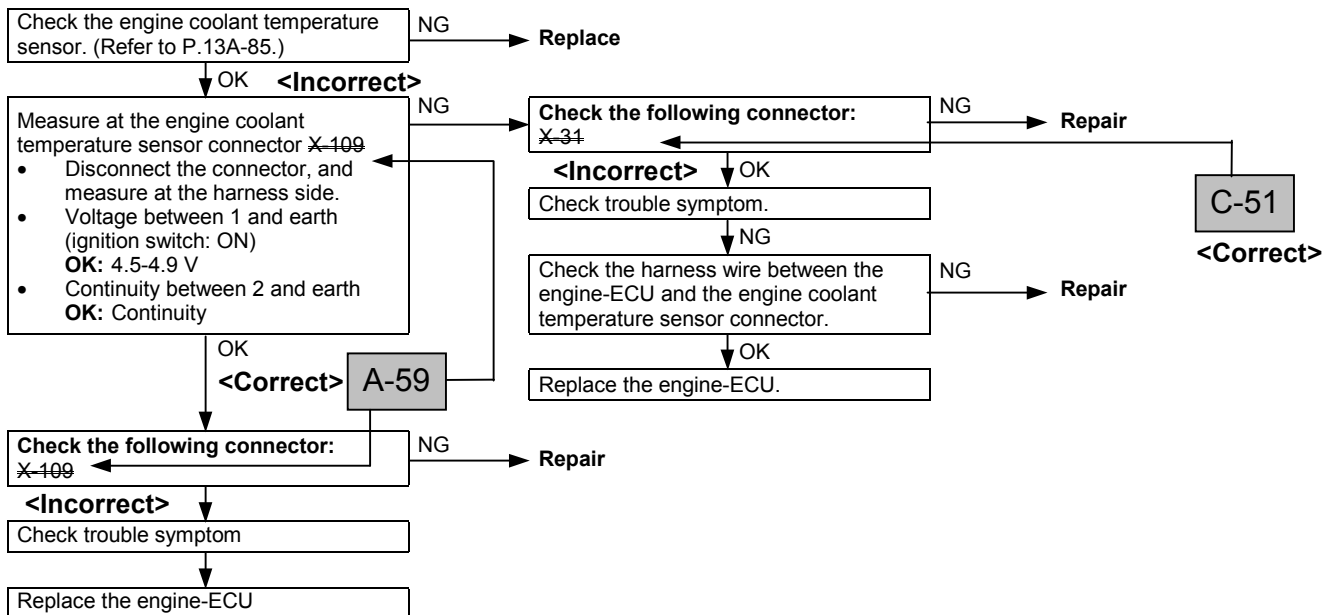 Check the engine coolant temperature
sensor. (Refer to P.13A-85.)
NG
Replace
OK
<Incorrect>
Measure at the engine coolant
temperature sensor connector X-109
• Disconnect the connector, and
measure at the harness side.
• Voltage between 1 and earth
(ignition switch: ON)
OK: 4.5-4.9 V
• Continuity between 2 and earth
OK: Continuity
NG
Check the following connector:
X-31
NG
Repair
<Incorrect>
OK
C-51
<Correct>
Check trouble symptom.
NG
Check the harness wire between the
engine-ECU and the engine coolant
temperature sensor connector.
NG
Repair
OK
Replace the engine-ECU.
OK
<Correct>
A-59
Check the following connector:
X-109
NG
Repair
<Incorrect>
Check trouble symptom
Replace the engine-ECU